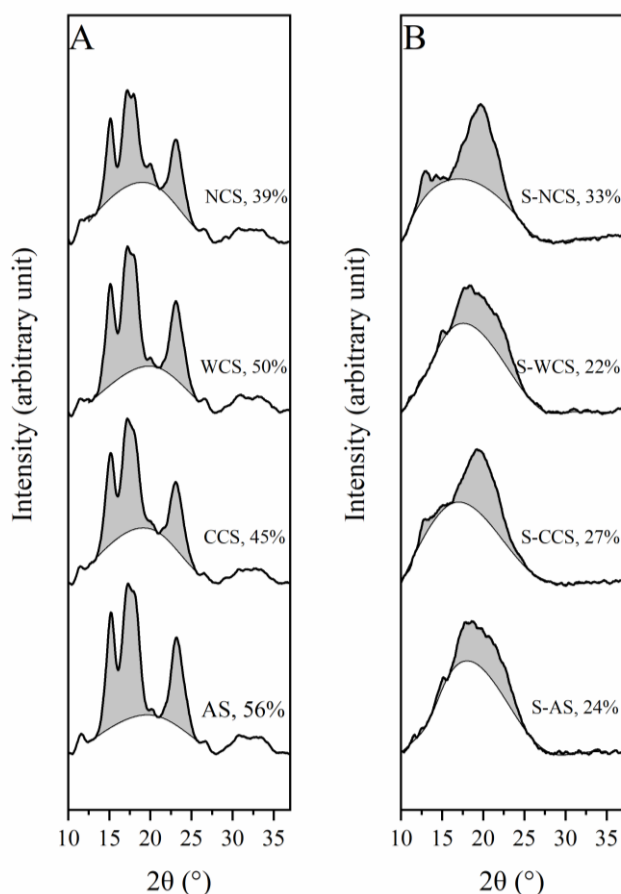 A
NCS, 39%
WCS, 50%
CCS, 45%
AS, 56%
Intensity (arbitrary unit)
10 15 20 25 30 35
2θ (°)
B
S-NCS, 33%
S-WCS, 22%
S-CCS, 27%
S-AS, 24%
Intensity (arbitrary unit)
10 15 20 25 30 35
2θ (°)